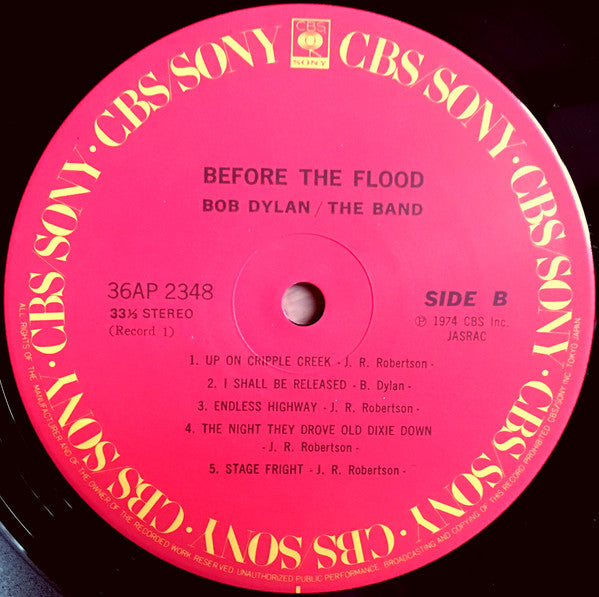 CBS
SONY
CBS/SONY · CBS/SONY · CBS/SONY · CBS/SONY · CBS/SONY · CBS/SONY · CBS/SONY · CBS/SONY
BEFORE THE FLOOD
BOB DYLAN / THE BAND
36AP 2348
33⅓ STEREO
(Record 1)
SIDE B
Ⓟ 1974 CBS Inc.
JASRAC
1. UP ON CRIPPLE CREEK - J. R. Robertson -
2. I SHALL BE RELEASED - B. Dylan -
3. ENDLESS HIGHWAY - J. R. Robertson -
4. THE NIGHT THEY DROVE OLD DIXIE DOWN
- J. R. Robertson -
5. STAGE FRIGHT - J. R. Robertson -
ALL RIGHTS OF THE MANUFACTURER AND OF THE OWNER OF THE RECORDED WORK RESERVED. UNAUTHORIZED PUBLIC PERFORMANCE, BROADCASTING AND COPYING OF THIS RECORD PROHIBITED CBS/SONY INC. TOKYO JAPAN